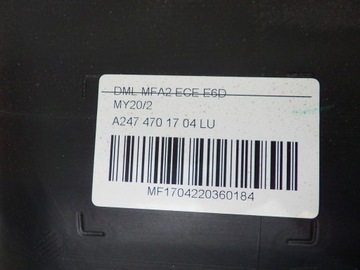 DML MFA2 ECE E6D
MY20/2
A247 470 17 04 LU
MF1704220360184